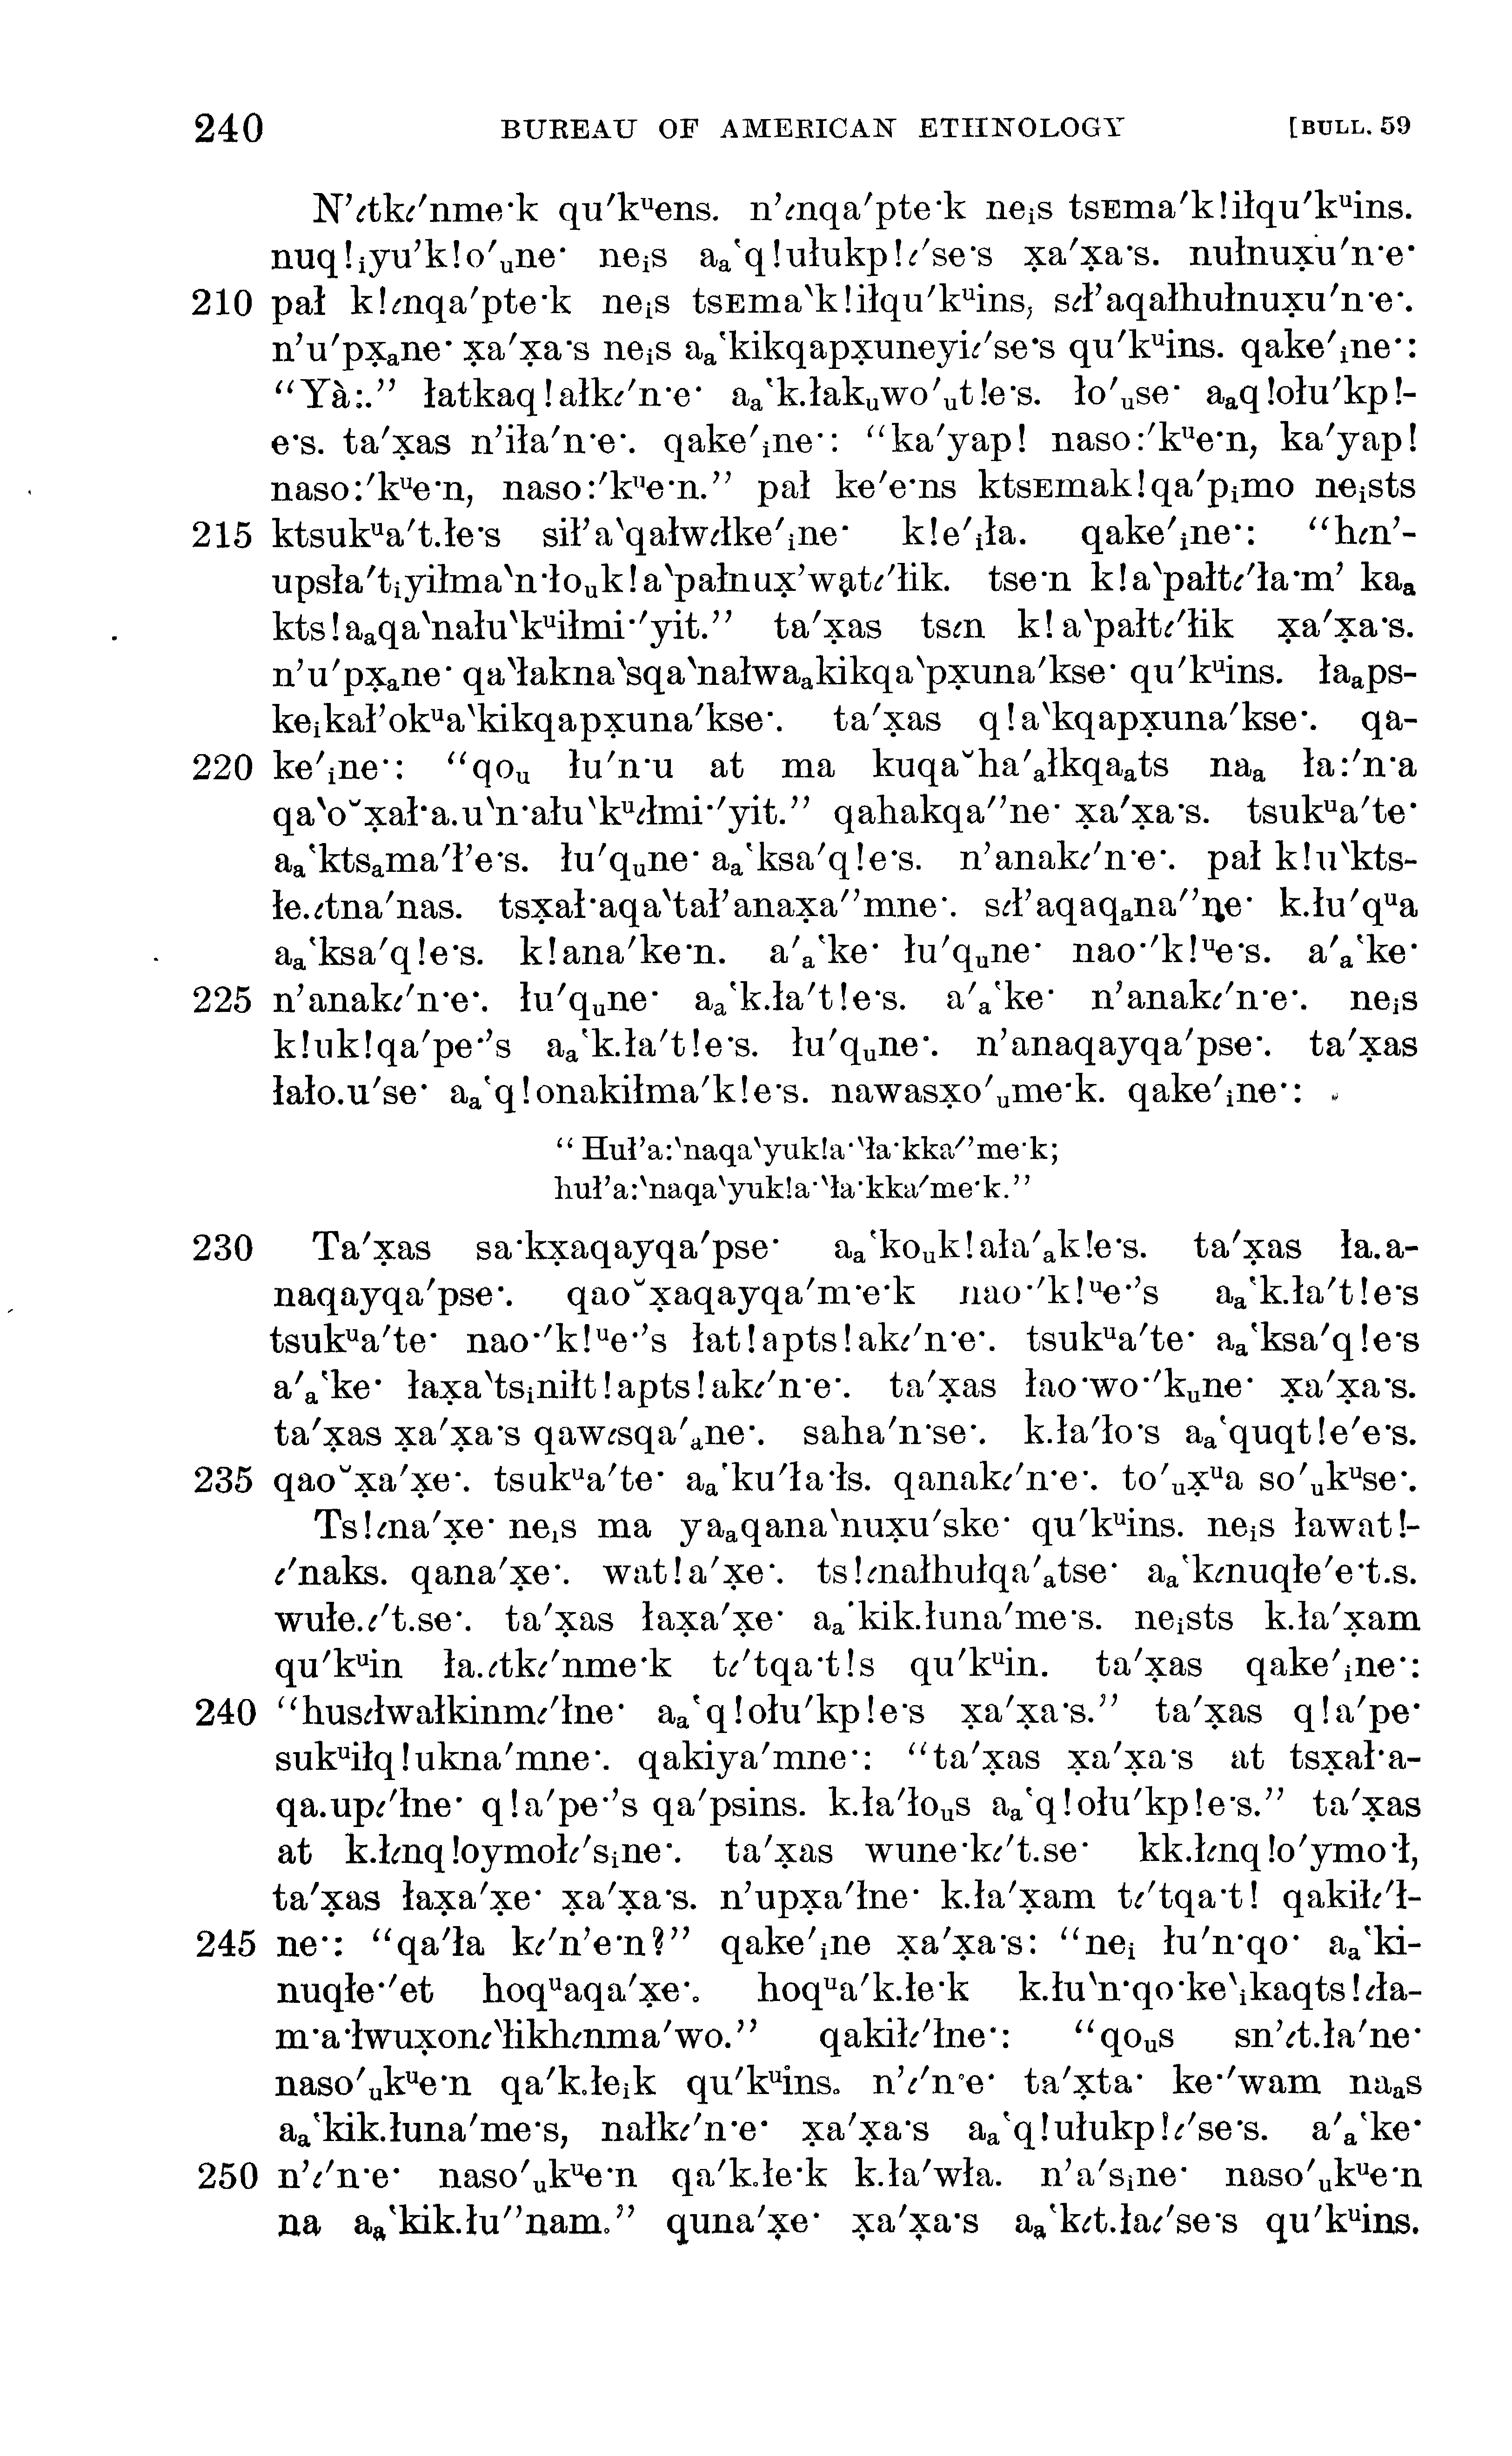 240 BUREAU OF AMERICAN ETHNOLOGY [BULL. 59
N’ɩtkɩ′nme·k qu′kᵘens. n’ɩnqa′pte·k neᵢs tsᴇma′k!iłqu′kᵘins.
nuq!ᵢyu’k!o′ᵤne· neᵢs aₐ‛q!ułukp!ɩ′se·s x̣a′x̣a·s. nułnux̣u′n·e·
210 pał k!ɩnqa′pte·k neᵢs tsᴇma‵k!iłqu′kᵘins, sɩł’aqałhułnux̣u′n·e·.
n’u′px̣ₐne· x̣a′x̣a·s neᵢs aₐ‛kikqapx̣uneyiɩ′se·s qu′kᵘins. qake′ᵢne·:
“Yà:.” łatkaq!ałkɩ′n·e· aₐ‛k.łakᵤwo′ᵤt!e·s. ło′ᵤse· aₐq!ołu′kp!-
e·s. ta′x̣as n’iła′n·e·. qake′ᵢne·: “ka′yap! naso:′kᵘe·n, ka′yap!
naso:′kᵘe·n, naso:′kᵘe·n.” pał ke′e·ns ktsᴇmak!qa′pᵢmo neᵢsts
215 ktsukᵘa′t.łe·s sił’a‵qałwɩłke′ᵢne· k!e′ᵢła. qake′ᵢne·: “hɩn’-
upsła′tᵢyiłma‵n·łoᵤk!a‵pałnux̣’wątɩ′łik. tse·n k!a‵pałtɩ′ła·m’ kaₐ
kts!aₐqa‵nału‵kᵘiłmi·′yit.” ta′x̣as tsɩn k!a‵pałtɩ′łik x̣a′x̣a·s.
n’u′px̣ₐne· qa‵łakna‵sqa‵nałwaₐkikqa‵px̣una′kse· qu′kᵘins. łaₐps-
keᵢkał’okᵘa‵kikqapx̣una′kse·. ta′x̣as q!a‵kqapx̣una′kse·. qa-
220 ke′ᵢne·: “qoᵤ łu′n·u at ma kuqaᵕha′ₐłkqaₐts naₐ ła:′n·a
qa‵oᵕx̣ał·a.u‵n·ału‵kᵘɩłmi·′yit.” qahakqa′’ne· x̣a′x̣a·s. tsukᵘa′te·
aₐ‛ktsₐma′ł’e·s. łu′qᵤne· aₐ‛ksa′q!e·s. n’anakɩ′n·e·. pał k!u‵kts-
łe.ɩtna′nas. tsx̣ał·aqa‵tał’anax̣a′’mne·. sɩł’aqaqₐna′’ne· k.łu′qᵘa
aₐ‛ksa′q!e·s. k!ana′ke·n. a′ₐ‛ke· łu′qᵤne· nao·′k!ᵘe·s. a′ₐ‛ke·
225 n’anakɩ′n·e·. łu′qᵤne· aₐ‛k.ła′t!e·s. a′ₐ‛ke· n’anakɩ′n·e·. neᵢs
k!uk!qa′pe·’s aₐ‛k.ła′t!e·s. łu′qᵤne·. n’anaqayqa′pse·. ta′x̣as
łało.u′se· aₐ‛q!onakiłma′k!e·s. nawasx̣o′ᵤme·k. qake′ᵢne·:
“Huł’a:‵naqa‵yuk!a·‵ła·kka′’me·k;
huł’a:‵naqa‵yuk!a·‵ła·kka′me·k.”
230 Ta′x̣as sa·kx̣aqayqa′pse· aₐ‛koᵤk!ała′ₐk!e·s. ta′x̣as ła.a-
naqayqa′pse·. qaoᵕx̣aqayqa′m·e·k nao·′k!ᵘe·’s aₐ‛k.ła′t!e·s
tsukᵘa′te· nao·′k!ᵘe·’s łat!apts!akɩ′n·e·. tsukᵘa′te· aₐ‛ksa′q!e·s
a′ₐ‛ke· łax̣a‵tsᵢniłt!apts!akɩ′n·e·. ta′x̣as łao·wo·′kᵤne· x̣a′x̣a·s.
ta′x̣as x̣a′x̣a·s qawɩsqa′ₐne·. saha′n·se·. k.ła′ło·s aₐ‛quqt!e′e·s.
235 qaoᵕx̣a′x̣e·. tsukᵘa′te· aₐ‛ku′ła·łs. qanakɩ′n·e·. to′ᵤx̣ᵘa so′ᵤkᵘse·.
Ts!ɩna′x̣e· neᵢs ma yaₐqana‵nux̣u′ske· qu′kᵘins. neᵢs ławat!-
ɩ′naks. qana′x̣e·. wat!a′x̣e·. ts!ɩnałhułqa′ₐtse· aₐ‛kɩnuqłe′e·t.s.
wułe.ɩ′t.se·. ta′x̣as łax̣a′x̣e· aₐ‛kik.łuna′me·s. neᵢsts k.ła′x̣am
qu′kᵘin ła.ɩtkɩ′nme·k tɩ′tqa·t!s qu′kᵘin. ta′x̣as qake′ᵢne·:
240 “husɩłwałkinmɩ′łne· aₐ‛q!ołu′kp!e·s x̣a′x̣a·s.” ta′x̣as q!a′pe·
sukᵘiłq!ukna′mne·. qakiya′mne·: “ta′x̣as x̣a′x̣a·s at tsx̣ał·a-
qa.upɩ′łne· q!a′pe·’s qa′psins. k.ła′łoᵤs aₐ‛q!ołu′kp!e·s.” ta′x̣as
at k.łɩnq!oymołɩ′sᵢne·. ta′x̣as wune·kɩ′t.se· kk.łɩnq!o′ymo·ł,
ta′x̣as łax̣a′x̣e· x̣a′x̣a·s. n’upx̣a′łne· k.ła′x̣am tɩ′tqa·t! qakiłɩ′ł-
245 ne·: “qa′ła kɩ′n’e·n?” qake′ᵢne x̣a′x̣a·s: “neᵢ łu′n·qo· aₐ‛ki-
nuqłe·′et hoqᵘaqa′x̣e·. hoqᵘa′k.łe·k k.łu‵n·qo·ke‵ᵢkaqts!ɩła-
m·a·łwux̣onɩ‵łikhɩnma′wo.” qakiłɩ′łne·: “qoᵤs sn’ɩt.ła′ne·
naso′ᵤkᵘe·n qa′k.łeᵢk qu′kᵘins. n’ɩ′n·e· ta′x̣ta· ke·′wam naₐs
aₐ‛kik.łuna′me·s, nałkɩ′n·e· x̣a′x̣a·s aₐ‛q!ułukp!ɩ′se·s. a′ₐ‛ke·
250 n’ɩ′n·e· naso′ᵤkᵘe·n qa′k.łe·k k.ła′wła. n’a′sᵢne· naso′ᵤkᵘe·n
na aₐ‛kik.łu′’nam.” quna′x̣e· x̣a′x̣a·s aₐ‛kɩt.łaɩ′se·s qu′kᵘins.